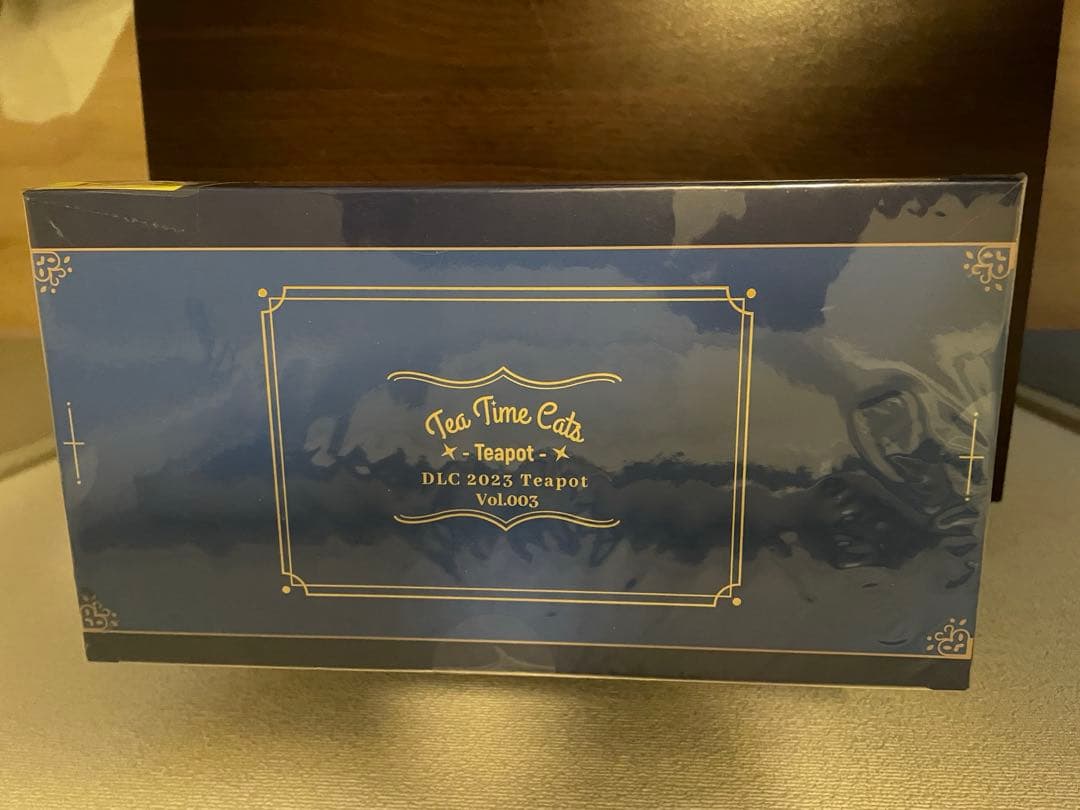 Tea Time Cats
- Teapot -
DLC 2023 Teapot
Vol.003